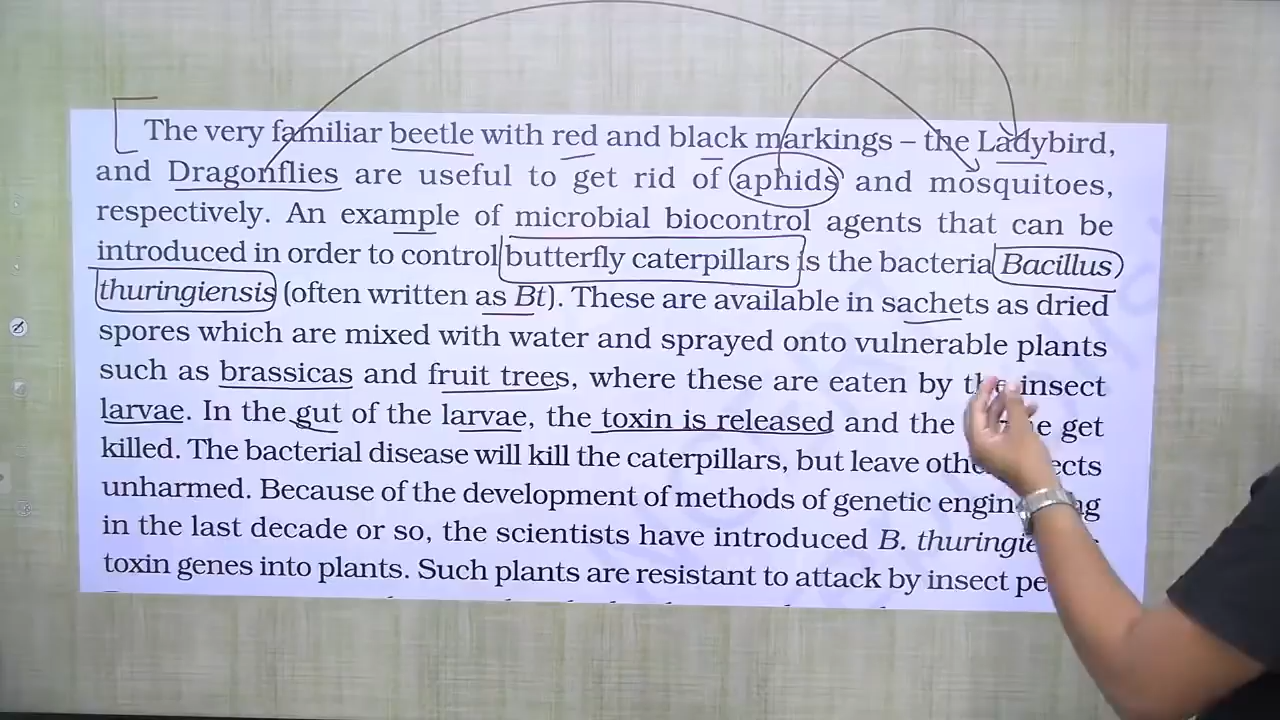 The very familiar beetle with red and black markings – the Ladybird,
and Dragonflies are useful to get rid of aphids and mosquitoes,
respectively. An example of microbial biocontrol agents that can be
introduced in order to control butterfly caterpillars is the bacteria Bacillus
thuringiensis (often written as Bt). These are available in sachets as dried
spores which are mixed with water and sprayed onto vulnerable plants
such as brassicas and fruit trees, where these are eaten by the insect
larvae. In the gut of the larvae, the toxin is released and the get
killed. The bacterial disease will kill the caterpillars, but leave
unharmed. Because of the development of methods of genetic
in the last decade or so, the scientists have introduced B.
toxin genes into plants. Such plants are resistant to attack by insect